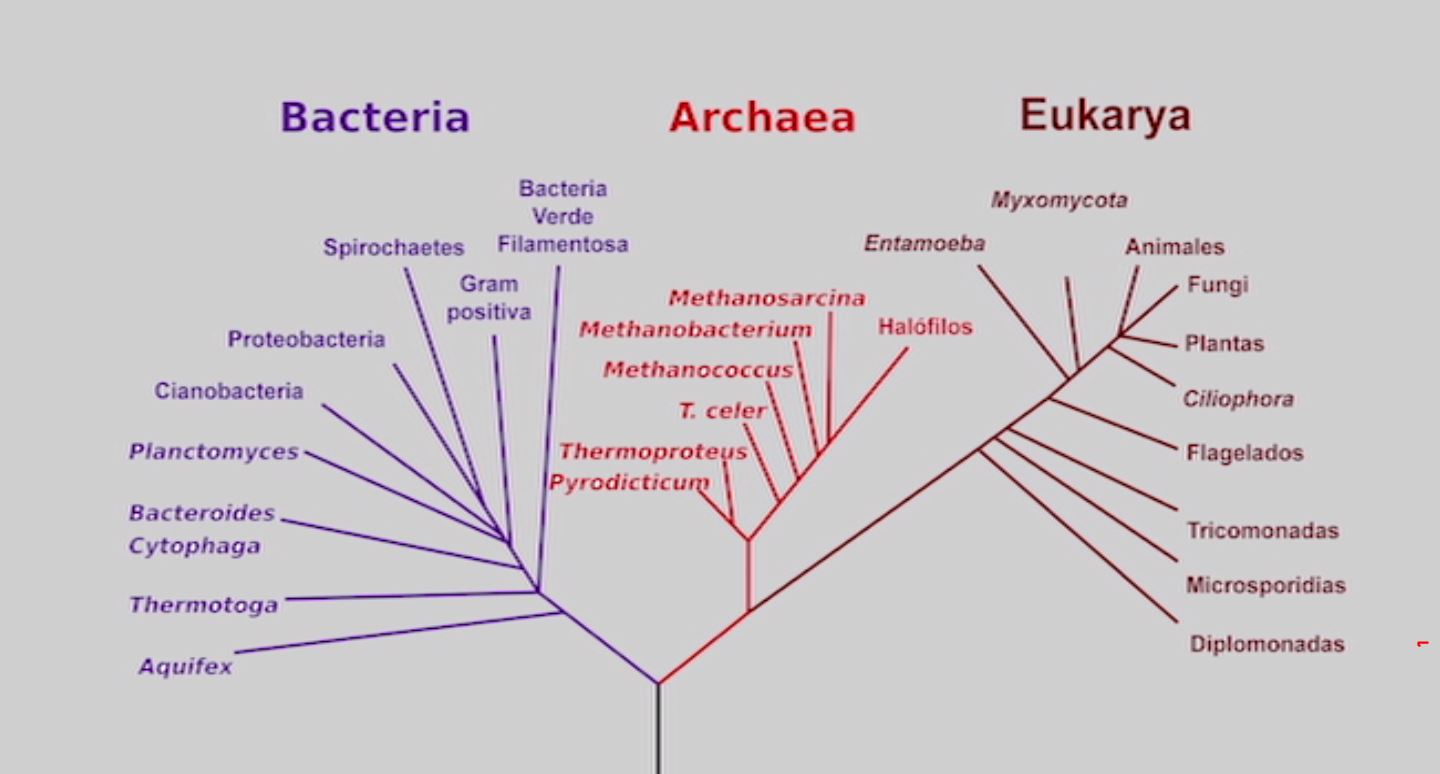 Bacteria
Archaea
Eukarya
Bacteria
Verde
Filamentosa
Spirochaetes
Gram
positiva
Proteobacteria
Cianobacteria
Planctomyces
Bacteroides
Cytophaga
Thermotoga
Aquifex
Methanosarcina
Methanobacterium
Halófilos
Methanococcus
T. celer
Thermoproteus
Pyrodicticum
Myxomycota
Entamoeba
Animales
Fungi
Plantas
Ciliophora
Flagelados
Tricomonadas
Microsporidias
Diplomonadas